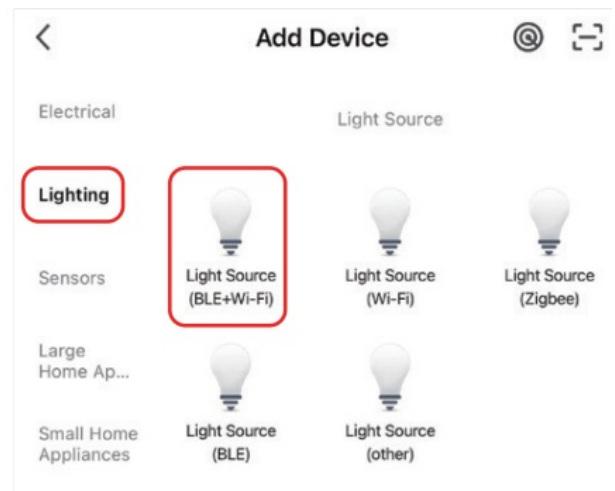 Add Device
Electrical
Light Source
Lighting
Sensors
Light Source
(BLE+Wi-Fi)
Light Source
(Wi-Fi)
Light Source
(Zigbee)
Large
Home Ap...
Small Home
Appliances
Light Source
(BLE)
Light Source
(other)